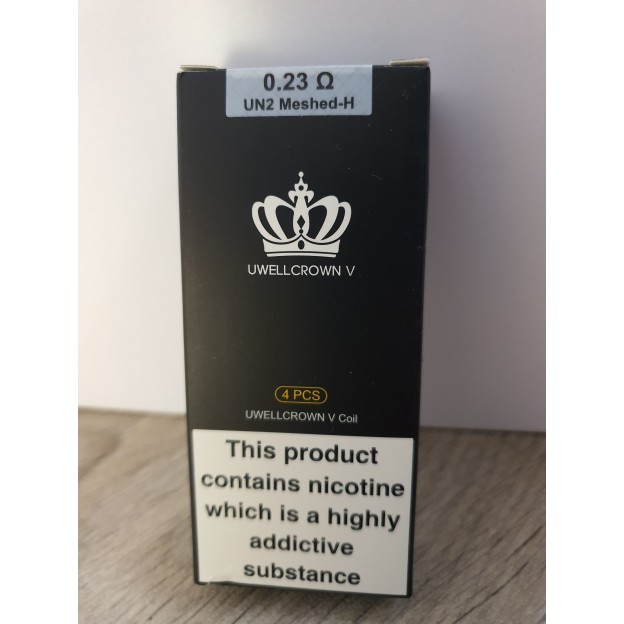 0.23 Ω
UN2 Meshed-H
UWELLCROWN V
4 PCS
UWELLCROWN V Coil
This product
contains nicotine
which is a highly
addictive
substance